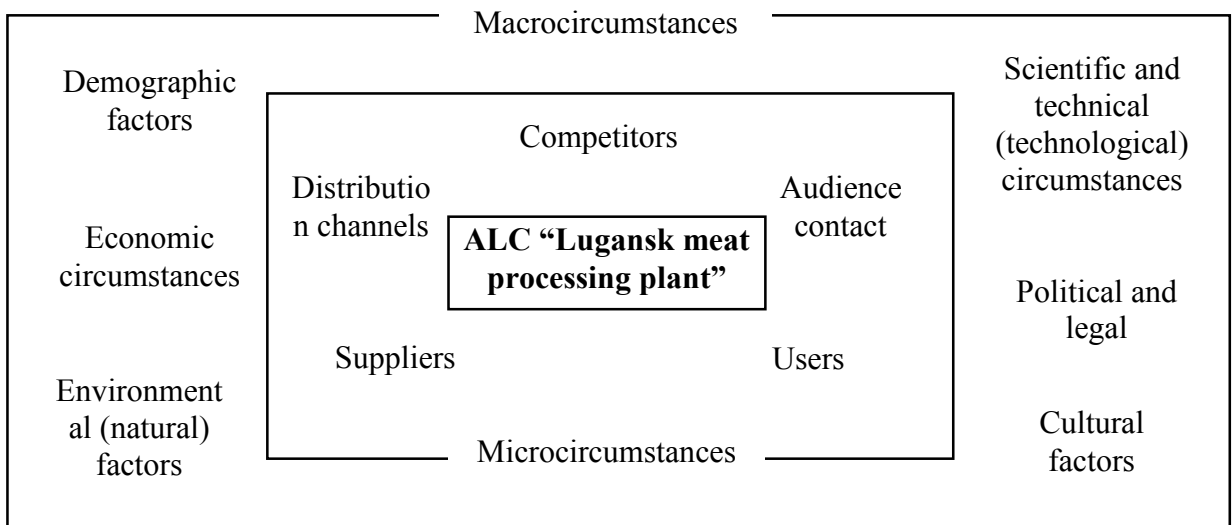 Macrocircumstances
Demographic
factors
Economic
circumstances
Environment
al (natural)
factors
Competitors
Distributio
n channels
Audience
contact
ALC “Lugansk meat
processing plant”
Suppliers
Users
Microcircumstances
Scientific and
technical
(technological)
circumstances
Political and
legal
Cultural
factors